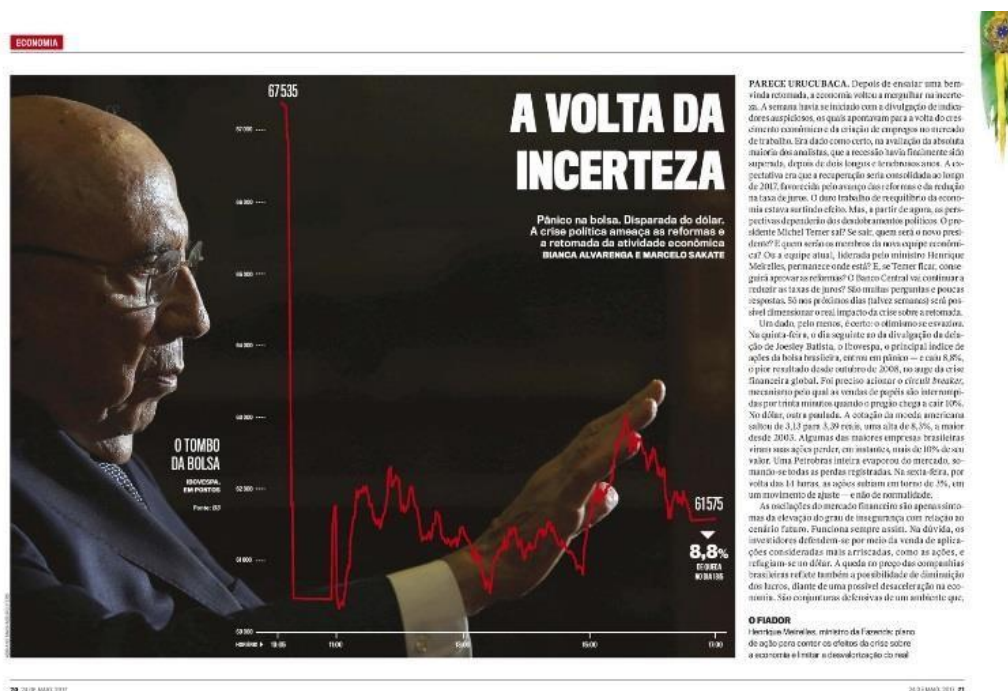 ECONOMIA
67535
A VOLTA DA
INCERTEZA
Pânico na bolsa. Disparada do dólar.
A crise política ameaça as reformas e
a retomada da atividade econômica
BIANCA ALVARENGA E MARCELO SAKATE
67000
66000
65000
64000
63000
62000
61000
60000
O TOMBO
DA BOLSA
IBOVESPA,
EM PONTOS
61575
8,8%
DE QUEDA
NO DIA 18/5
11:00
13:00
15:00
17:00
PARECE URUCUBACA. Depois de ensaiar uma bem-
vinda retomada, a economia voltou a mergulhar na incerte-
za. A semana havia se iniciado com a divulgação de indica-
dores auspiciosos, os quais apontavam para a volta do cres-
cimento econômico e da criação de empregos no mercado
de trabalho. Era dado como certo, na avaliação da absoluta
maioria dos analistas, que a recessão havia finalmente sido
superada, depois de dois longos e tenebrosos anos. A ex-
pectativa era que a recuperação seria consolidada ao longo
de 2017, favorecida pelo avanço das reformas e da redução
na taxa de juros. O duro trabalho de reequilíbrio da econo-
mia estava surtindo efeito. Mas, a partir de agora, as pers-
pectivas dependerão dos desdobramentos políticos. O pre-
sidente Michel Temer sai? Se sair, quem será o novo presi-
dente? E quem serão os membros da nova equipe econômi-
ca? Ou a equipe atual, liderada pelo ministro Henrique
Meirelles, permanece onde está? E, se Temer ficar, conse-
guirá aprovar as reformas? O Banco Central vai continuar a
reduzir as taxas de juros? São muitas perguntas e poucas
respostas. Só nos próximos dias (talvez semanas) será pos-
sível dimensionar o real impacto da crise sobre a retomada.
Um dado, pelo menos, é certo: o otimismo se esvaziou.
Na quinta-feira, o dia seguinte ao da divulgação da dela-
ção de Joesley Batista, o Ibovespa, o principal índice de
ações da bolsa brasileira, entrou em pânico — e caiu 8,8%,
o pior resultado desde outubro de 2008, no auge da crise
financeira global. Foi preciso acionar o circuit breaker,
mecanismo pelo qual as vendas de papéis são interrompi-
das por trinta minutos quando o pregão chega a cair 10%.
No dólar, outra paulada. A cotação da moeda americana
saltou de 3,13 para 3,39 reais, uma alta de 8,3%, a maior
desde 2003. Algumas das maiores empresas brasileiras
viram suas ações perder, em instantes, mais de 10% de seu
valor. Uma Petrobras inteira evaporou do mercado, so-
mando-se todas as perdas registradas. Na sexta-feira, por
volta das 14 horas, as ações subiam em torno de 3%, em
um movimento de ajuste — e não de normalidade.
As oscilações do mercado financeiro são apenas sinto-
mas da elevação do grau de insegurança com relação ao
cenário futuro. Funciona sempre assim. Na dúvida, os
investidores defendem-se por meio da venda de aplica-
ções consideradas mais arriscadas, como as ações, e
refugiam-se no dólar. A queda no preço das companhias
brasileiras reflete também a possibilidade de diminuição
dos lucros, diante de uma possível desaceleração na eco-
nomia. São conjunturas defensivas de um ambiente que,
O FIADOR
Henrique Meirelles, ministro da Fazenda: plano
de ação para conter os efeitos da crise sobre
a economia e limitar a desvalorização do real